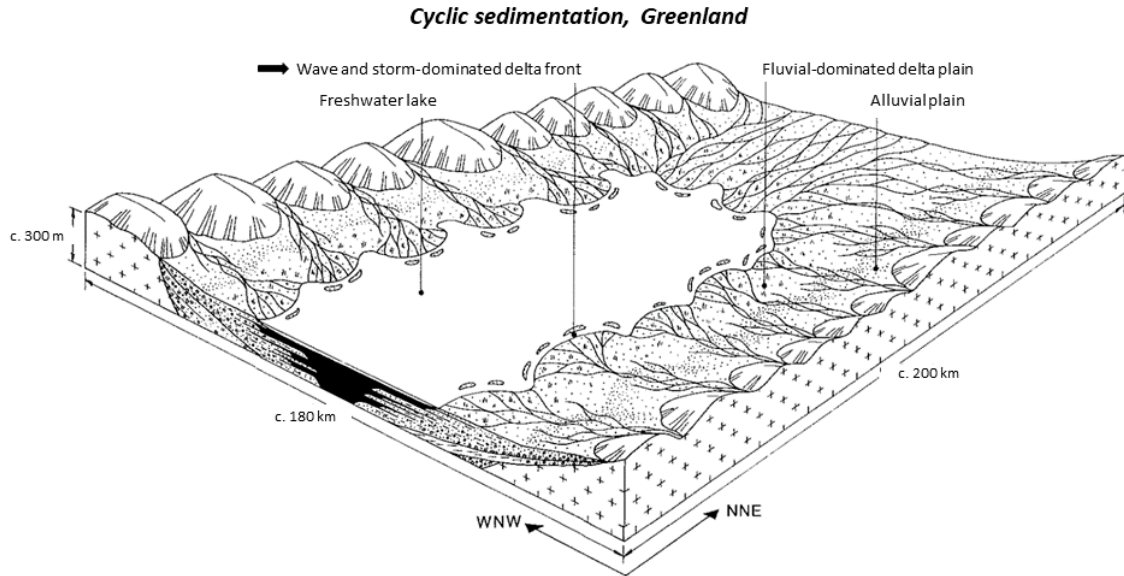 Cyclic sedimentation, Greenland
Wave and storm-dominated delta front
Fluvial-dominated delta plain
Freshwater lake
Alluvial plain
c. 300 m
c. 200 km
c. 180 km
WNW
NNE